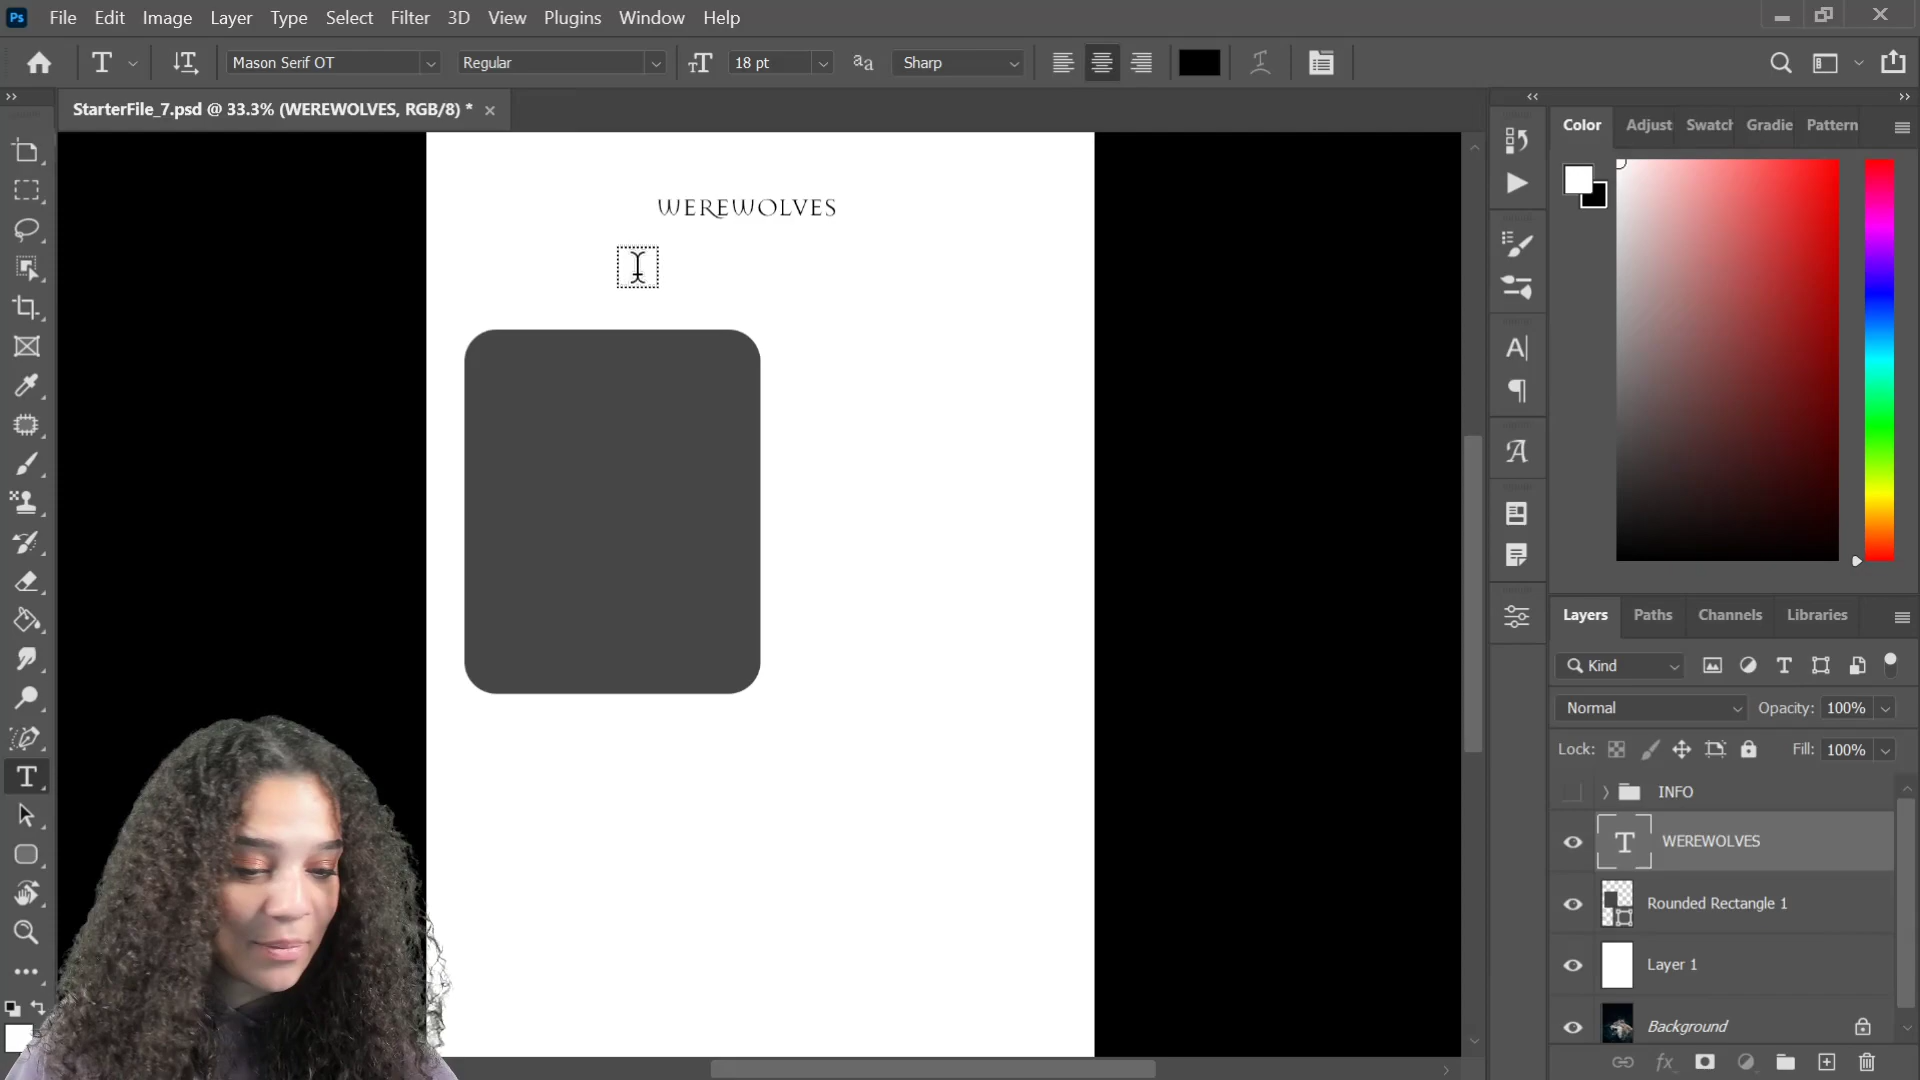 Ps File Edit Image Layer Type Select Filter 3D View Plugins Window Help
Mason Serif OT Regular 18 pt Sharp
StarterFile_7.psd @ 33.3% (WEREWOLVES, RGB/8) *
Color Adjust Swatch Gradie Pattern
WEREWOLVES
Layers Paths Channels Libraries
Kind
Normal Opacity: 100%
Lock: Fill: 100%
INFO
WEREWOLVES
Rounded Rectangle 1
Layer 1
Background